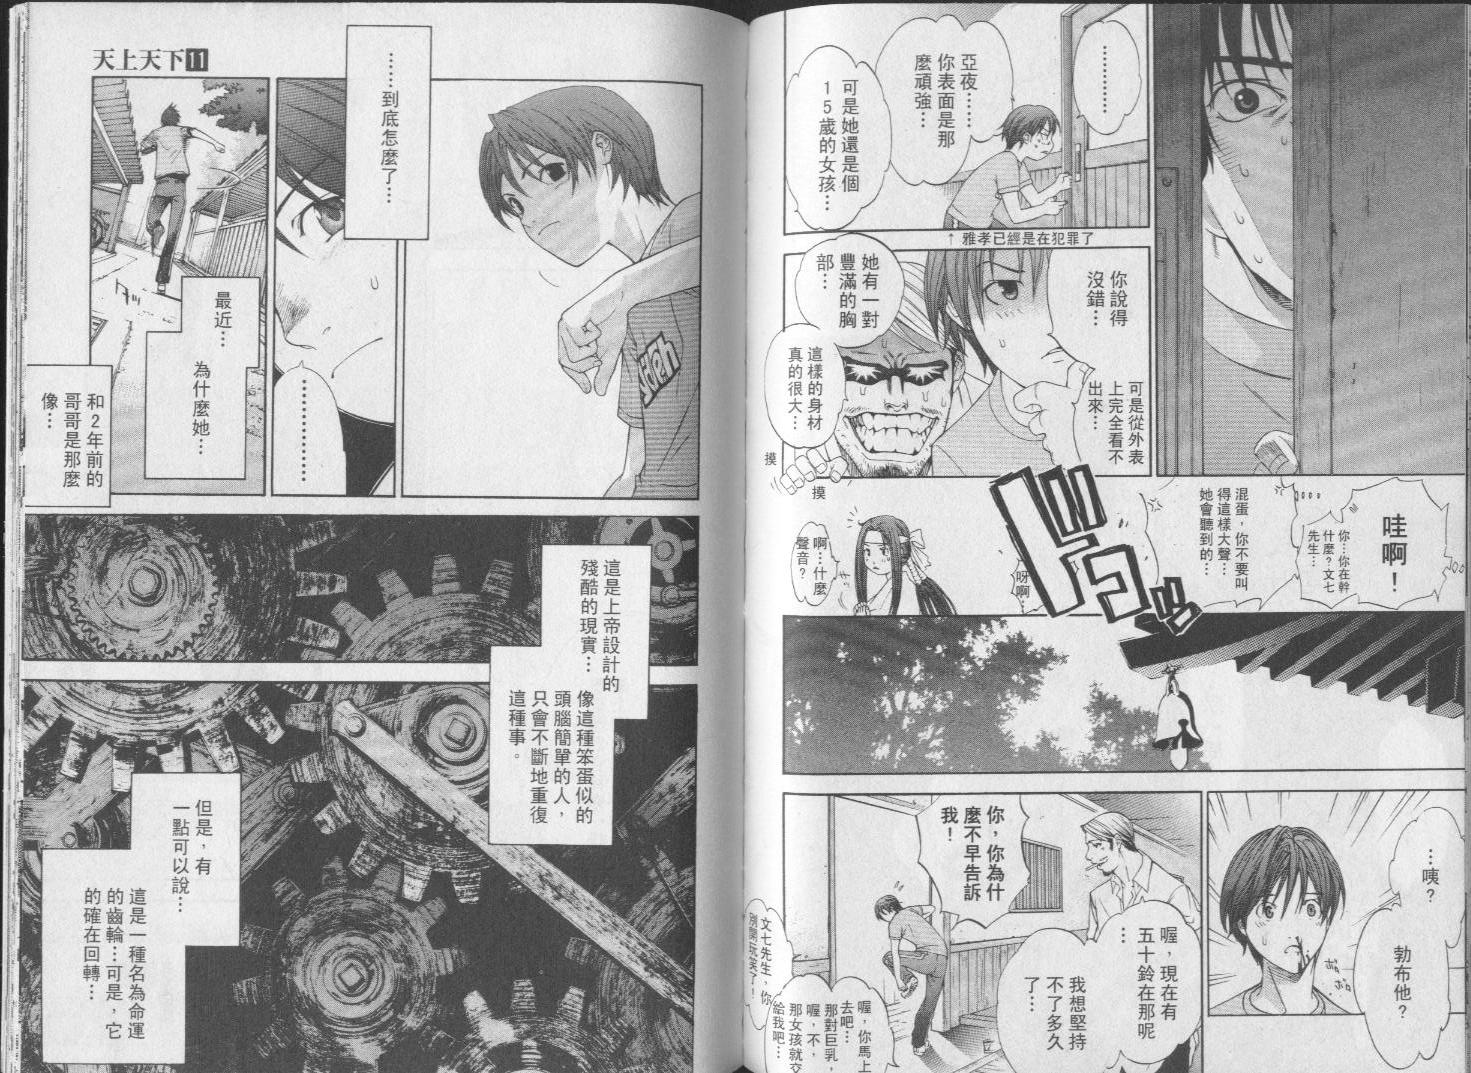 …………
亞夜……
你表面是那
麼頑強…
可是她還是個
15歲的女孩…
↑雅孝已經是在犯罪了
你說得
沒錯…
可是從外表
上完全看不
出來…
她有一對
豐滿的胸
部…
這樣的身材
真的很大…
摸
摸
哇啊！
你…你在幹
什麼？文七
先生…
混蛋，你不要叫
得這樣大聲…
她會聽到的…
呀啊…
啊…什麼
聲音？
…咦？
勃布他？
喔，現在有
五十鈴在那呢
…
我想堅持
不了多久
了…
你，你為什
麼不早告訴
我！
喔，你馬上
去吧…
那對巨乳，
喔，不，
那女孩就交
給我吧…
文七先生，你
別開玩笑了！
天上天下11
……到底怎麼了…
…………
最近…
為什麼她…
和2年前的
哥哥是那麼
像…
這是上帝設計的
殘酷的現實…
像這種笨蛋似的
頭腦簡單的人，
只會不斷地重復
這種事。
但是，有
一點可以說…
這是一種名為命運
的齒輪…可是，它
的確在回轉…